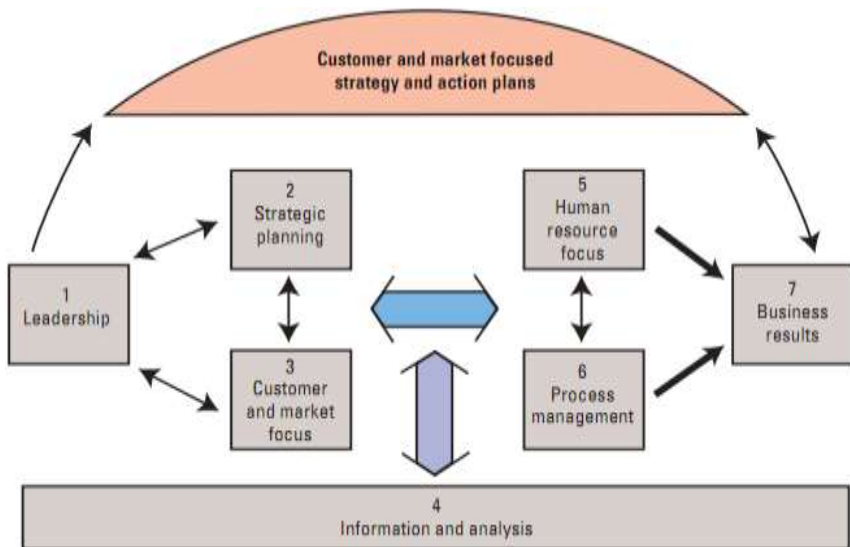 Customer and market focused
strategy and action plans
2
Strategic
planning
5
Human
resource
focus
1
Leadership
7
Business
results
3
Customer
and market
focus
6
Process
management
4
Information and analysis